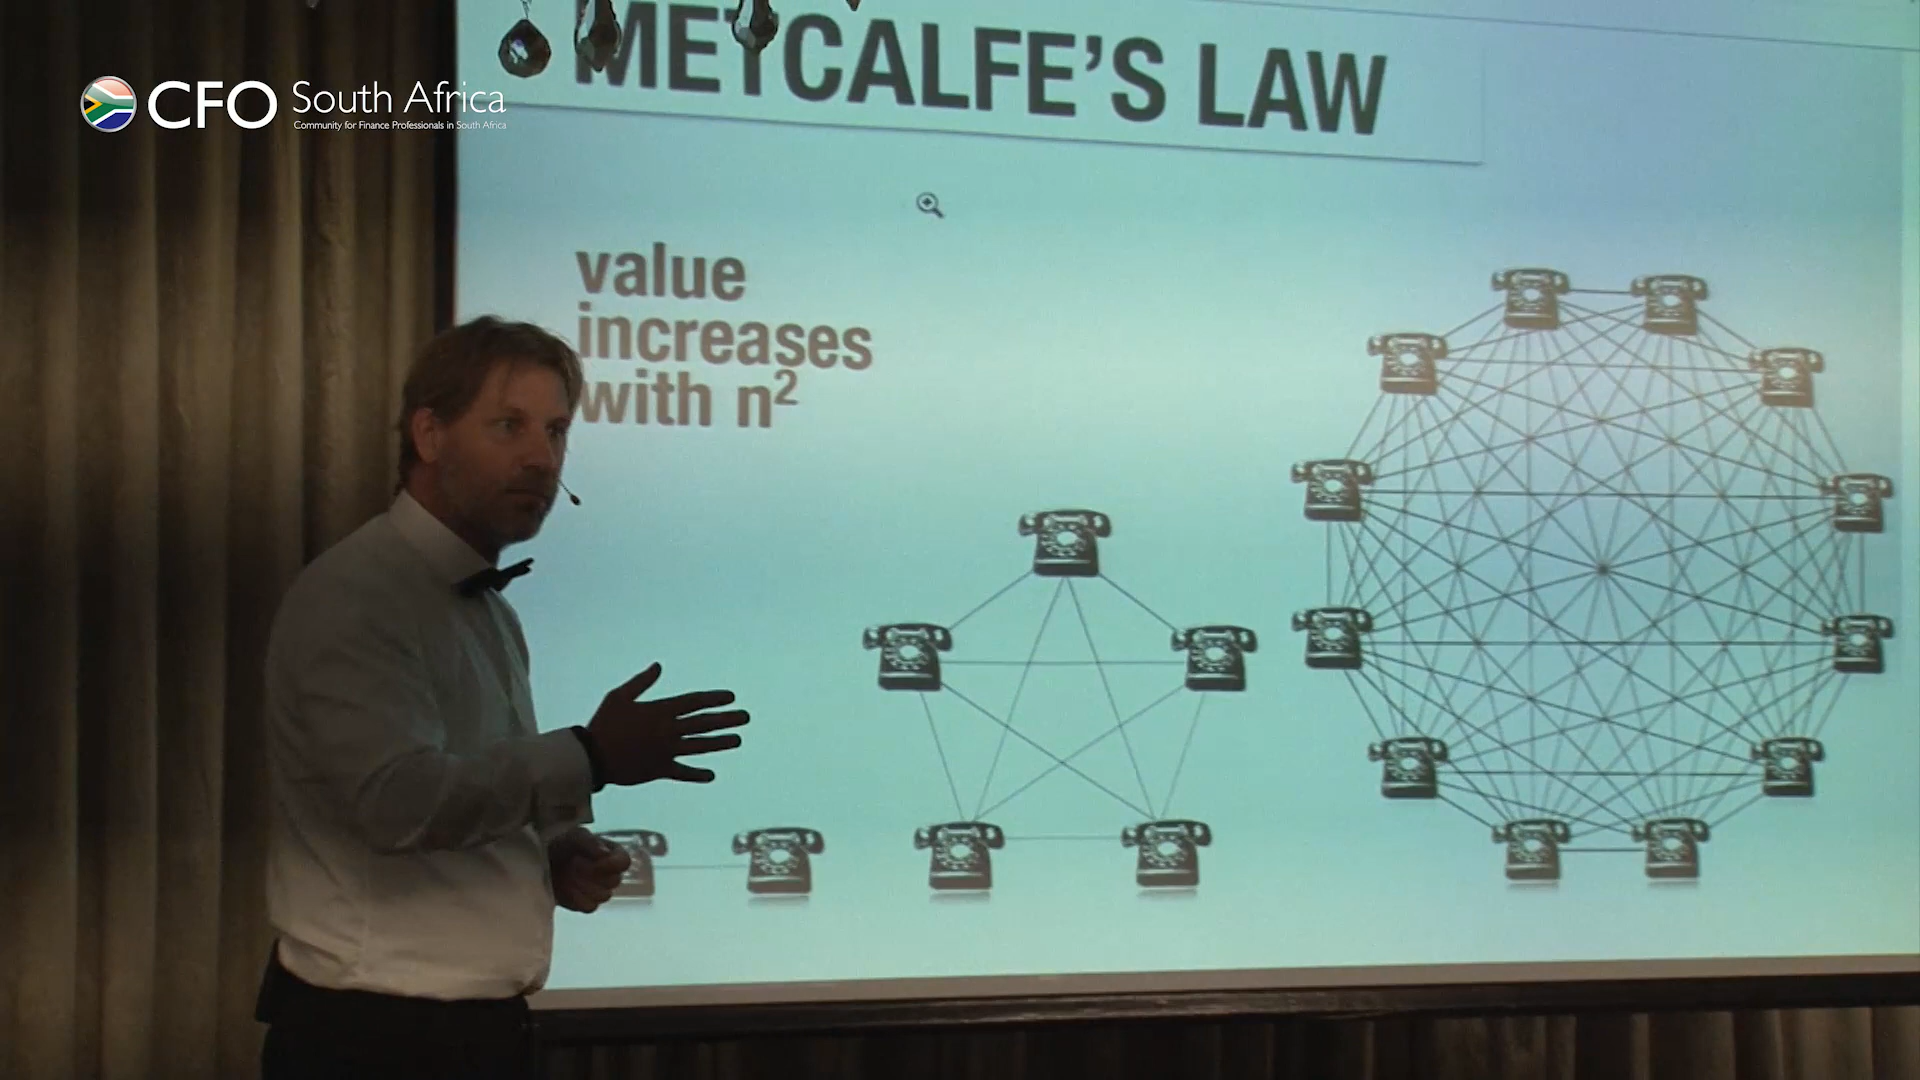 METCALFE'S LAW
CFO South Africa
Community for Finance Professionals in South Africa
value
increases
with n²